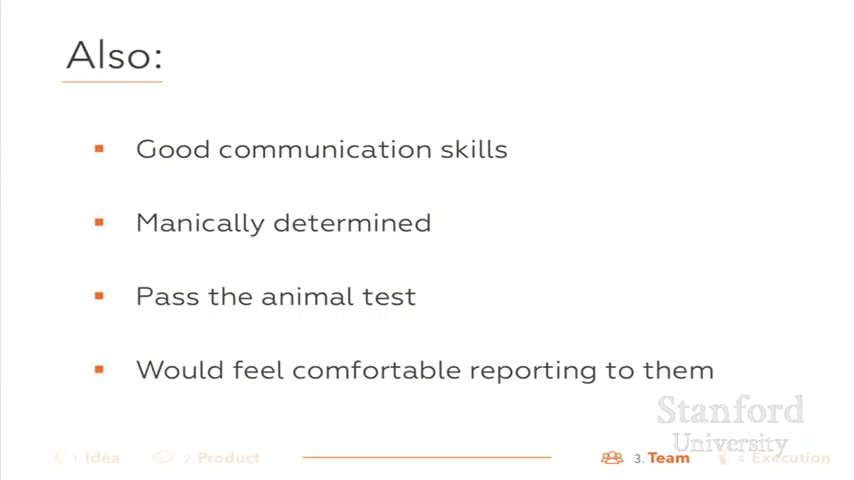 Also:
Good communication skills
Manically determined
Pass the animal test
Would feel comfortable reporting to them
Stanford
University
1 Idea
2 Product
3. Team
4 Execution